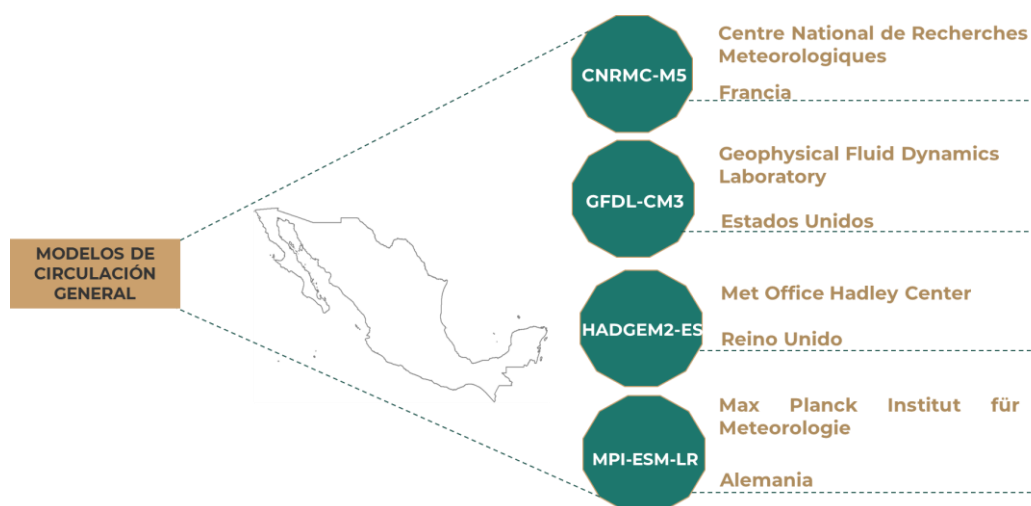 MODELOS DE
CIRCULACIÓN
GENERAL
CNRMC-M5
Centre National de Recherches
Meteorologiques
Francia
GFDL-CM3
Geophysical Fluid Dynamics
Laboratory
Estados Unidos
HADGEM2-ES
Met Office Hadley Center
Reino Unido
MPI-ESM-LR
Max Planck Institut für
Meteorologie
Alemania